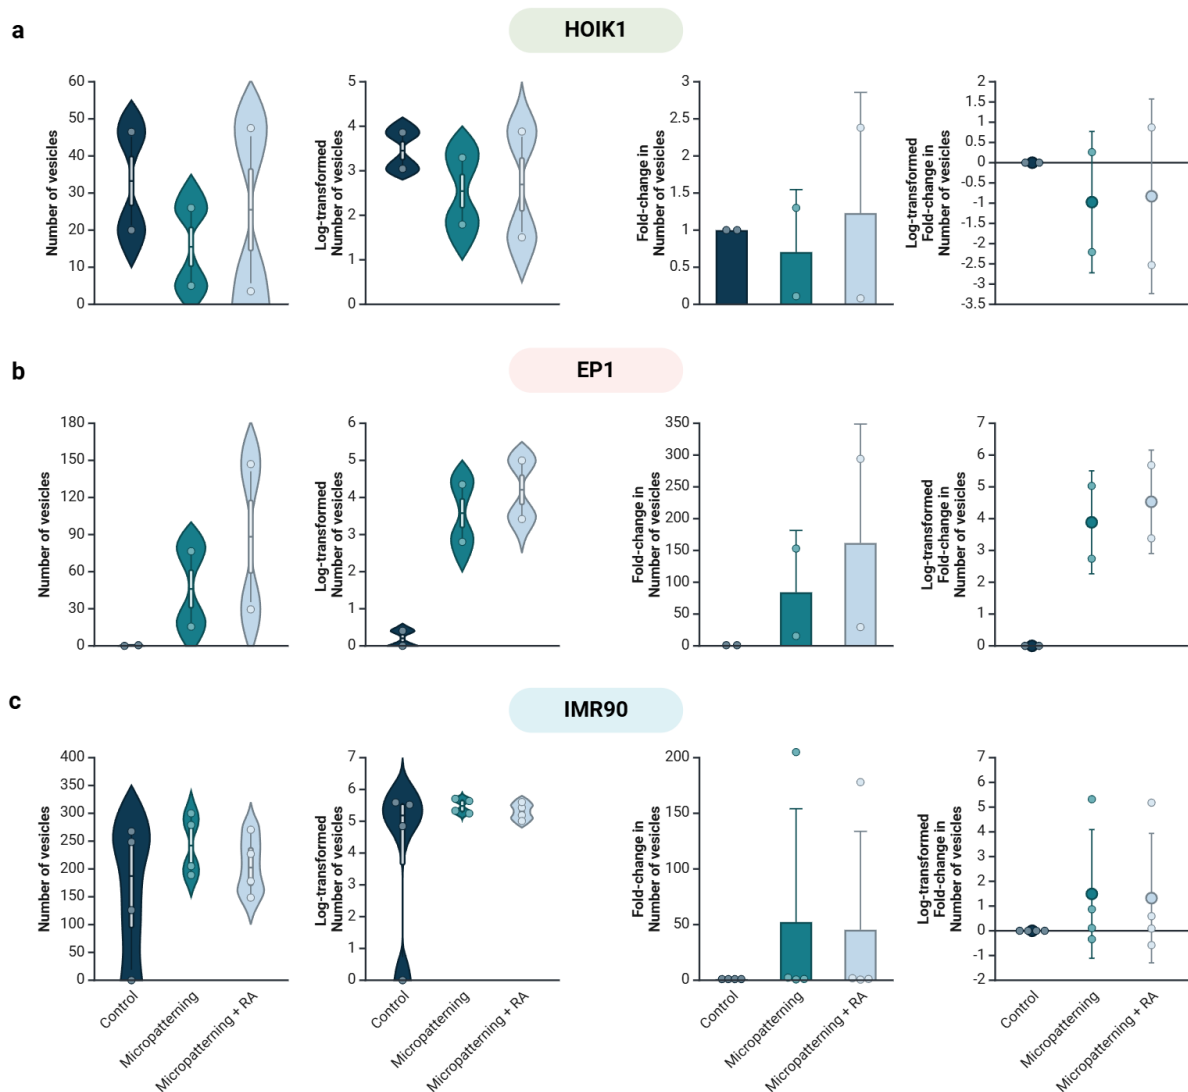 a
HOIK1
Number of vesicles
60
50
40
30
20
10
0
Log-transformed
Number of vesicles
5
4
3
2
1
0
Fold-change in
Number of vesicles
3
2.5
2
1.5
1
0.5
0
Log-transformed
Fold-change in
Number of vesicles
2
1.5
1
0.5
0
-0.5
-1
-1.5
-2
-2.5
-3
-3.5
b
EP1
Number of vesicles
180
150
120
90
60
30
0
Log-transformed
Number of vesicles
6
5
4
3
2
1
0
Fold-change in
Number of vesicles
350
300
250
200
150
100
50
0
Log-transformed
Fold-change in
Number of vesicles
7
6
5
4
3
2
1
0
c
IMR90
Number of vesicles
400
350
300
250
200
150
100
50
0
Control
Micropatterning
Micropatterning + RA
Log-transformed
Number of vesicles
7
6
5
4
3
2
1
0
Control
Micropatterning
Micropatterning + RA
Fold-change in
Number of vesicles
200
150
100
50
0
Control
Micropatterning
Micropatterning + RA
Log-transformed
Fold-change in
Number of vesicles
7
6
5
4
3
2
1
0
-1
-2
Control
Micropatterning
Micropatterning + RA